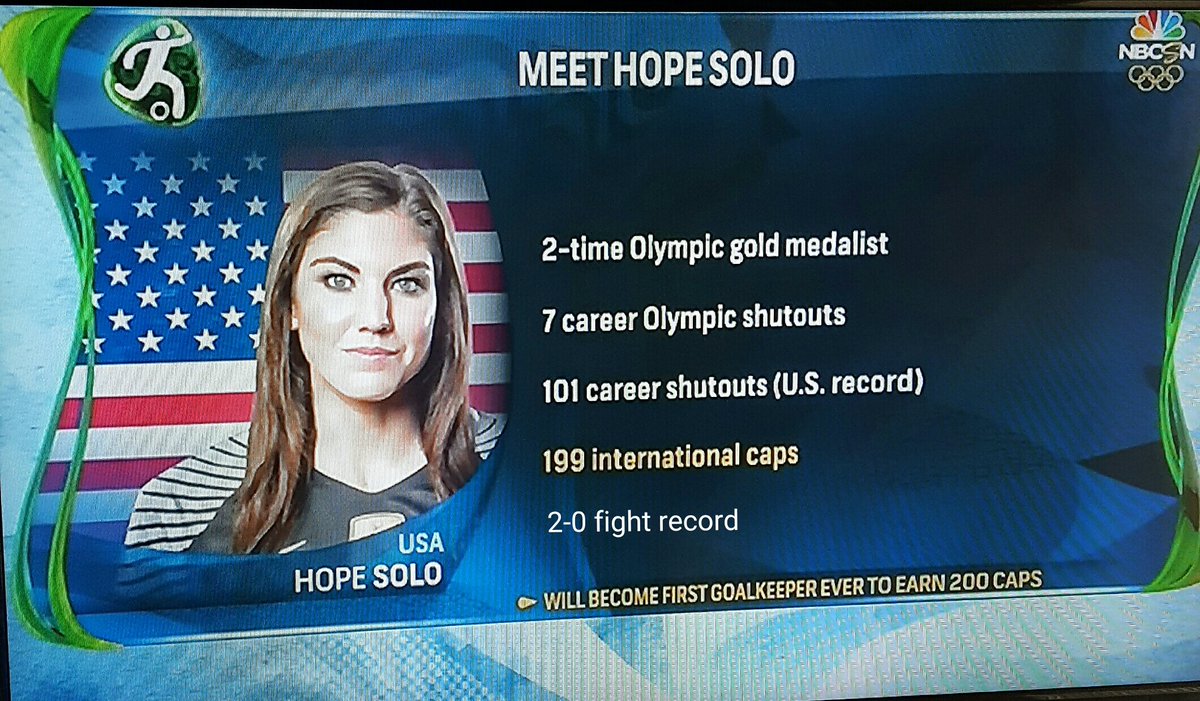 MEET HOPE SOLO
NBCSN
2-time Olympic gold medalist
7 career Olympic shutouts
101 career shutouts (U.S. record)
199 international caps
2-0 fight record
USA
HOPE SOLO
WILL BECOME FIRST GOALKEEPER EVER TO EARN 200 CAPS